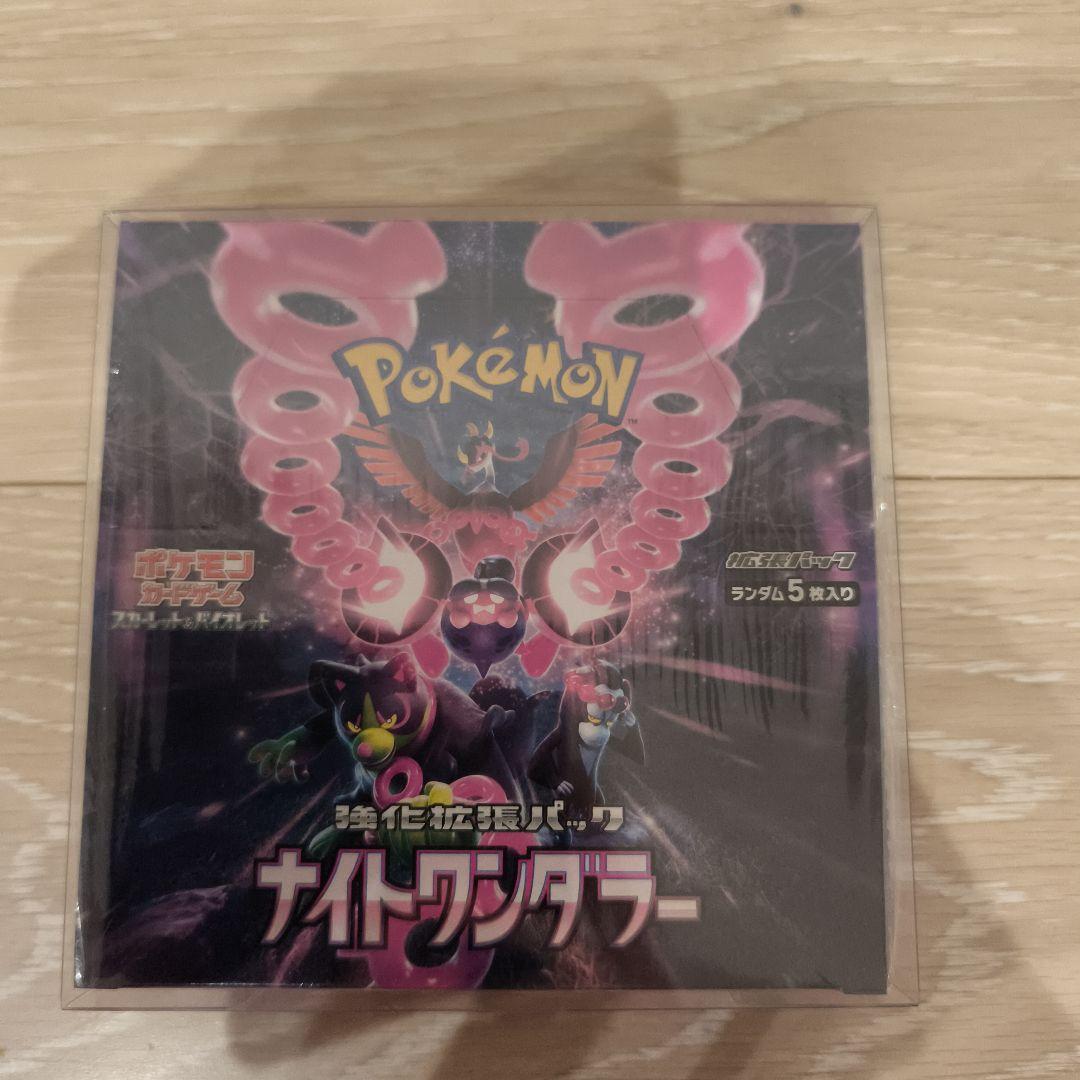 POKéMON
TM
ポケモン
カードゲーム
スカーレット&バイオレット
拡張パック
ランダム5枚入り
強化拡張パック
ナイトワンダラー